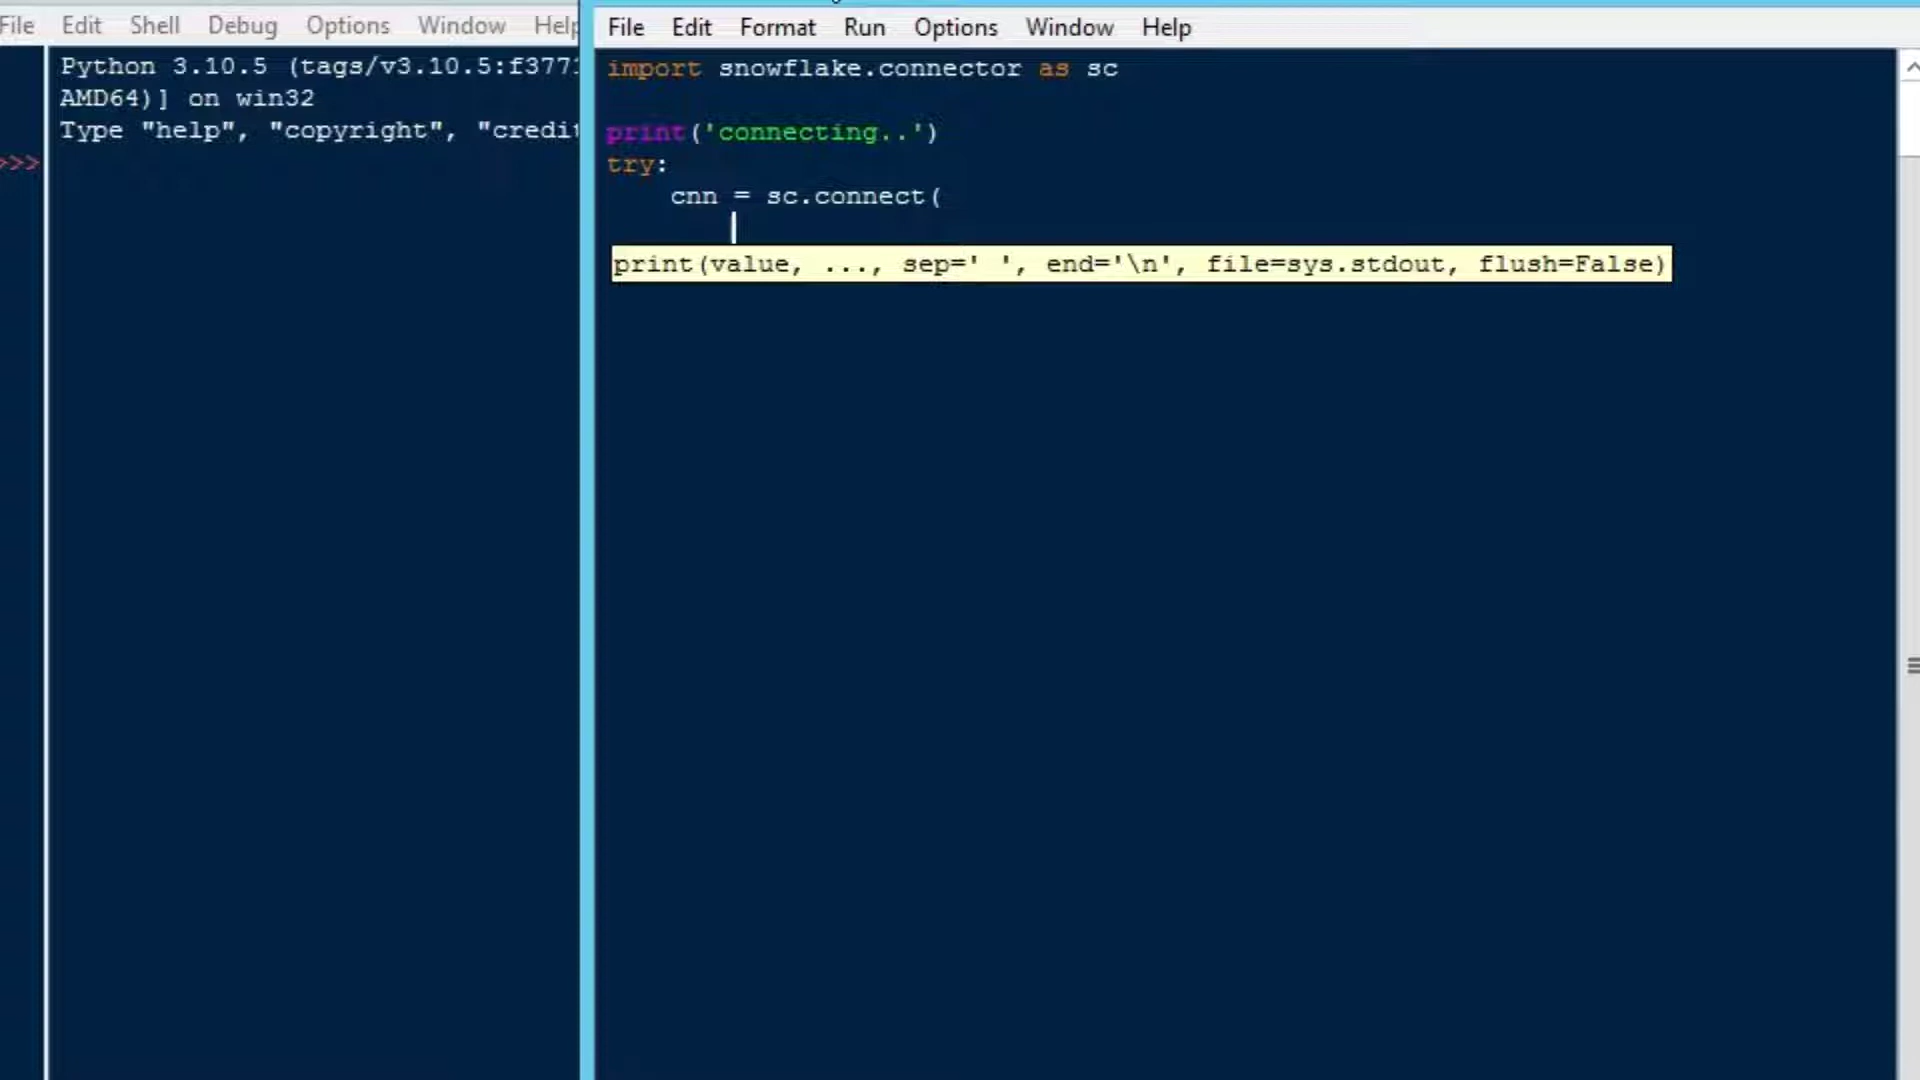 File Edit Shell Debug Options Window Help
Python 3.10.5 (tags/v3.10.5:f377
AMD64)] on win32
Type "help", "copyright", "credit
>>>
File Edit Format Run Options Window Help
import snowflake.connector as sc
print('connecting..')
try:
cnn = sc.connect(
print(value, ..., sep=' ', end='\n', file=sys.stdout, flush=False)